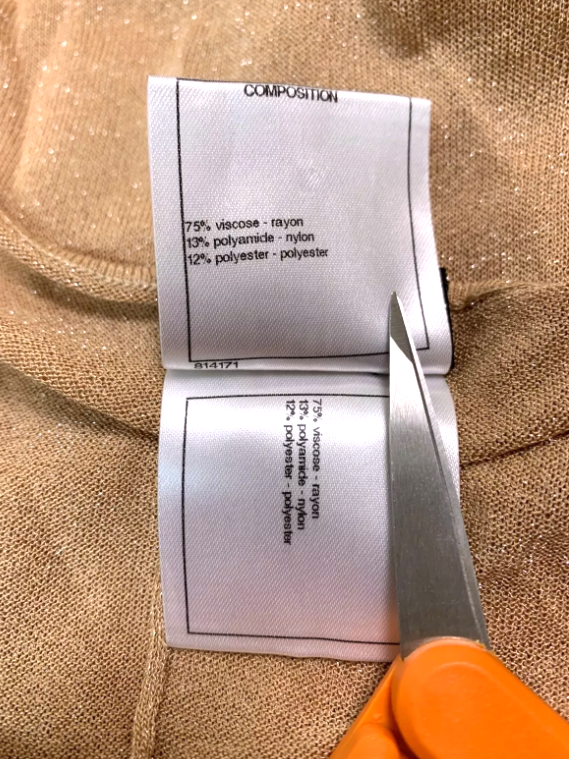 COMPOSITION
75% viscose - rayon
13% polyamide - nylon
12% polyester - polyester
814171
75% viscose - rayon
13% polyamide - nylon
12% polyester - polyester